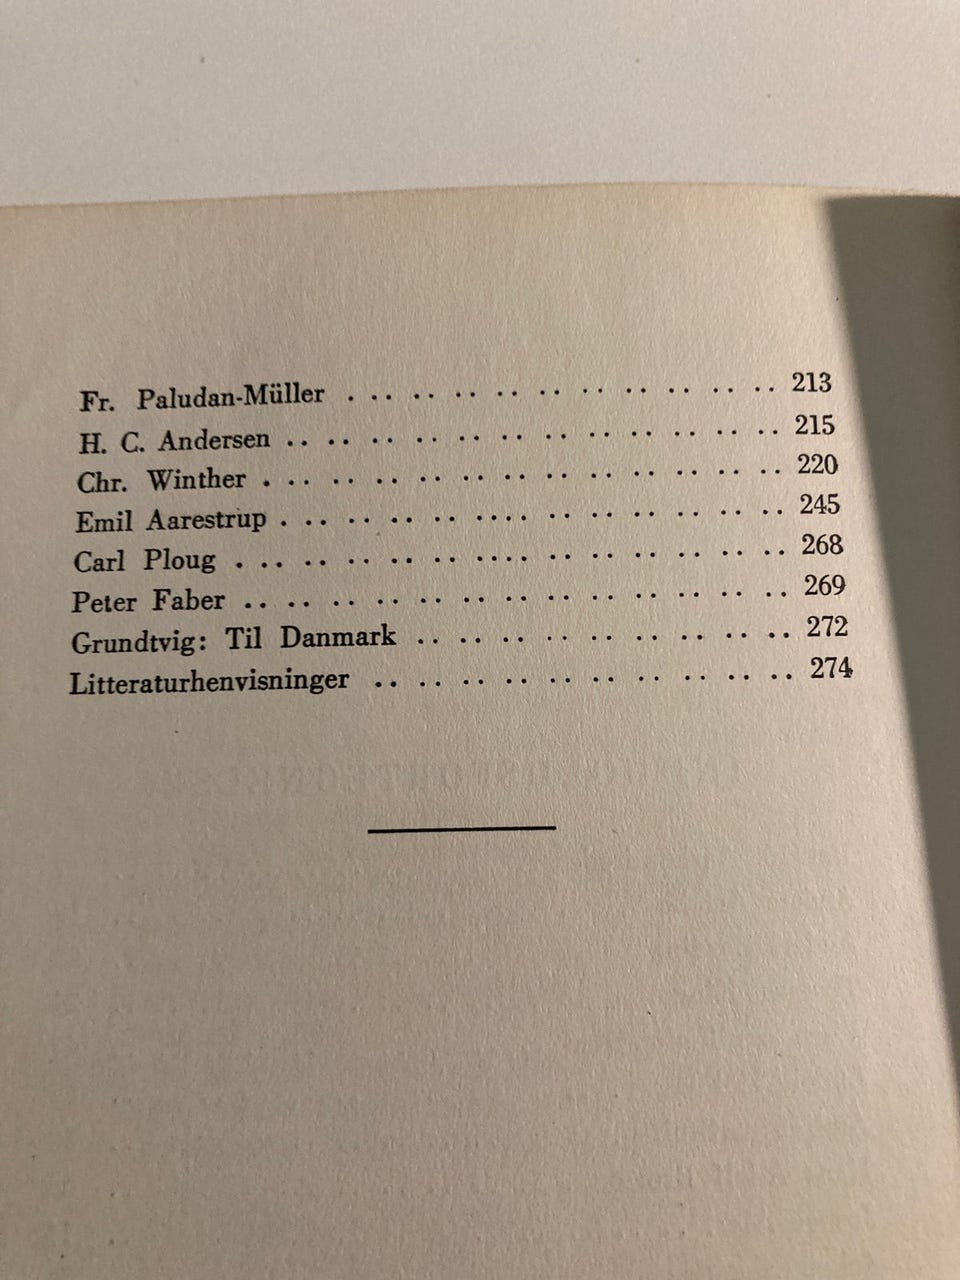 Fr. Paludan-Müller . .. .. .. .. .. .. .. .. .. .. 213
H. C. Andersen .. .. .. .. .. .. .. .. .. .. .. .. 215
Chr. Winther . .. .. .. .. .. .. .. .. .. .. .. .. 220
Emil Aarestrup . .. .. .. .. .... .. .. .. .. .. .. 245
Carl Ploug . .. .. .. .. .. .... .. .. .. .. .. .. 268
Peter Faber .. .. .. .. .. .. .. .. .. .. .. .. .. 269
Grundtvig: Til Danmark .. .. .. .. .. .. .. .. .. 272
Litteraturhenvisninger .. .. .. .. .. .. .. .. .. .. 274